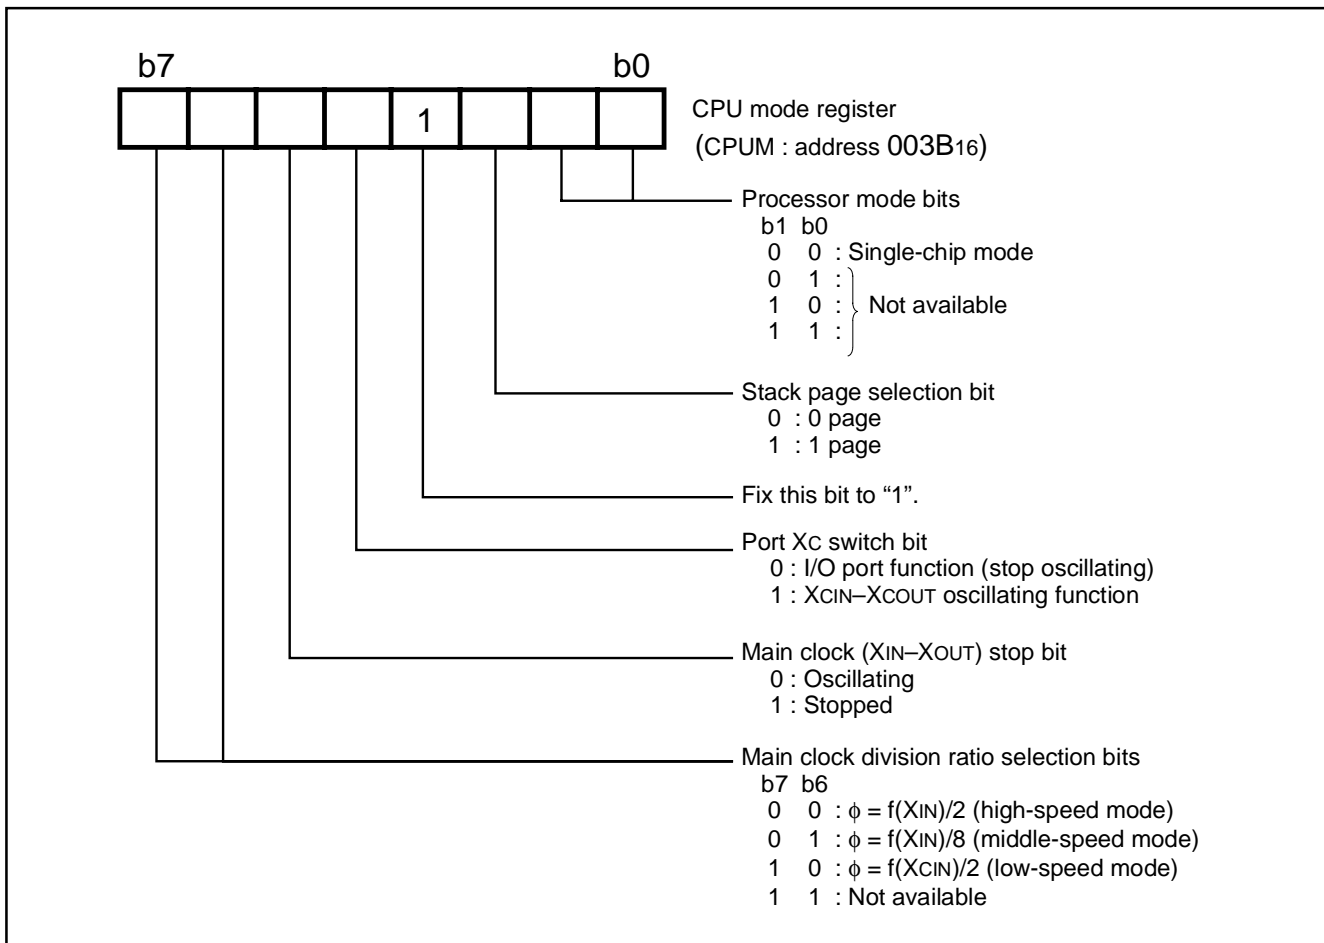 b7 b0
1
CPU mode register
(CPUM : address 003B16)
Processor mode bits
b1 b0
0 0 : Single-chip mode
0 1 :
1 0 : Not available
1 1 :
Stack page selection bit
0 : 0 page
1 : 1 page
Fix this bit to “1”.
Port XC switch bit
0 : I/O port function (stop oscillating)
1 : XCIN–XCOUT oscillating function
Main clock (XIN–XOUT) stop bit
0 : Oscillating
1 : Stopped
Main clock division ratio selection bits
b7 b6
0 0 : φ = f(XIN)/2 (high-speed mode)
0 1 : φ = f(XIN)/8 (middle-speed mode)
1 0 : φ = f(XCIN)/2 (low-speed mode)
1 1 : Not available